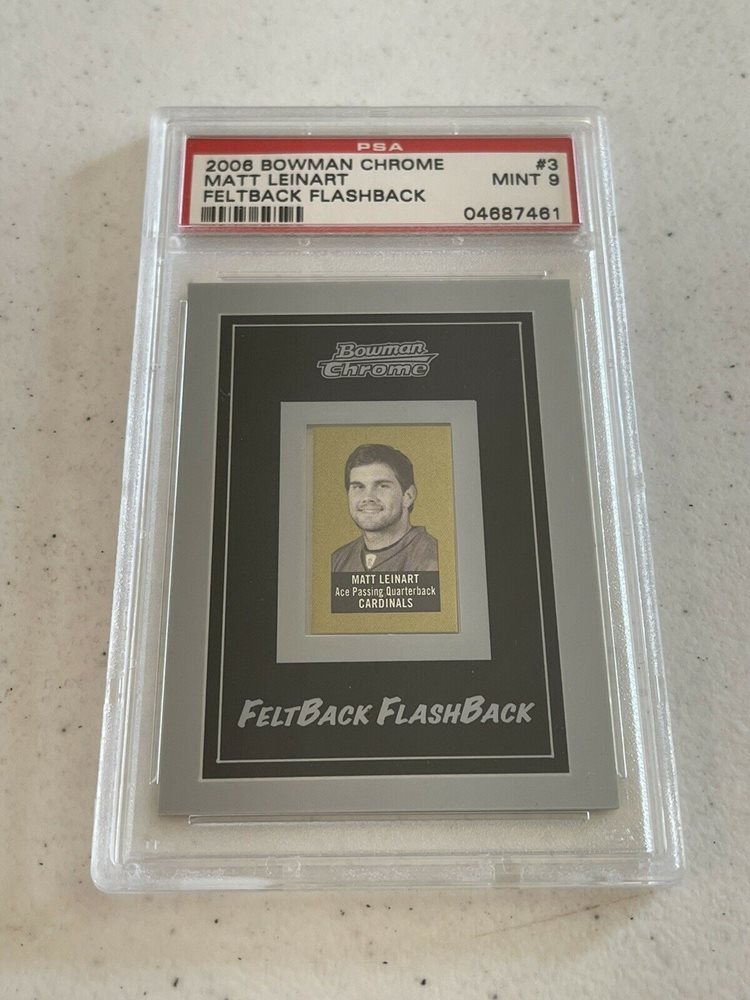 PSA
2006 BOWMAN CHROME #3
MATT LEINART MINT 9
FELTBACK FLASHBACK
04687461
Bowman
Chrome
MATT LEINART
Ace Passing Quarterback
CARDINALS
FELTBACK FLASHBACK